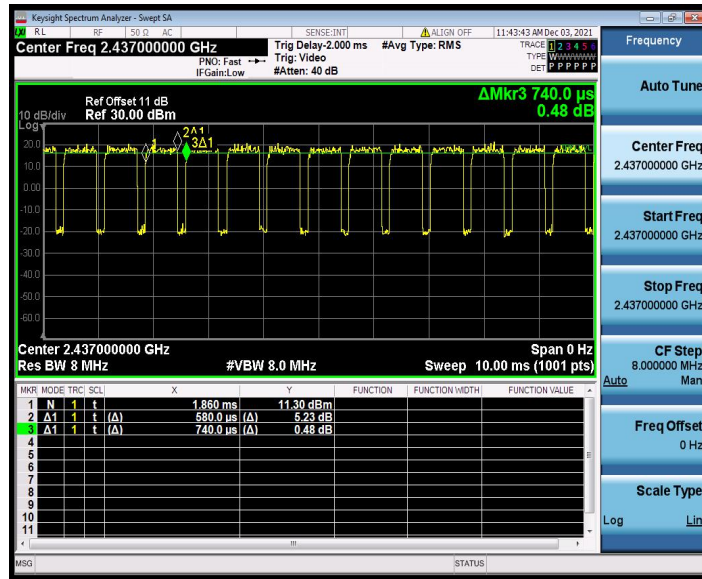 Keysight Spectrum Analyzer - Swept SA
LXI RL RF 50 Ω AC SENSE:INT ALIGN OFF 11:43:43 AM Dec 03, 2021
Center Freq 2.437000000 GHz
PNO: Fast
IFGain:Low
Trig Delay-2.000 ms
Trig: Video
#Atten: 40 dB
#Avg Type: RMS
TRACE 1 2 3 4 5 6
TYPE WWWWWW
DET P P P P P P
Ref Offset 11 dB
10 dB/div Ref 30.00 dBm
Log
ΔMkr3 740.0 µs
0.48 dB
20.0
10.0
0.00
-10.0
-20.0
-30.0
-40.0
-50.0
-60.0
1
2Δ1
3Δ1
Center 2.437000000 GHz Span 0 Hz
Res BW 8 MHz #VBW 8.0 MHz Sweep 10.00 ms (1001 pts)
MKR MODE TRC SCL X Y FUNCTION FUNCTION WIDTH FUNCTION VALUE
1 N 1 t 1.860 ms 11.30 dBm
2 Δ1 1 t (Δ) 580.0 µs (Δ) 5.23 dB
3 Δ1 1 t (Δ) 740.0 µs (Δ) 0.48 dB
4
5
6
7
8
9
10
11
MSG STATUS
Frequency
Auto Tune
Center Freq
2.437000000 GHz
Start Freq
2.437000000 GHz
Stop Freq
2.437000000 GHz
CF Step
8.000000 MHz
Auto Man
Freq Offset
0 Hz
Scale Type
Log Lin